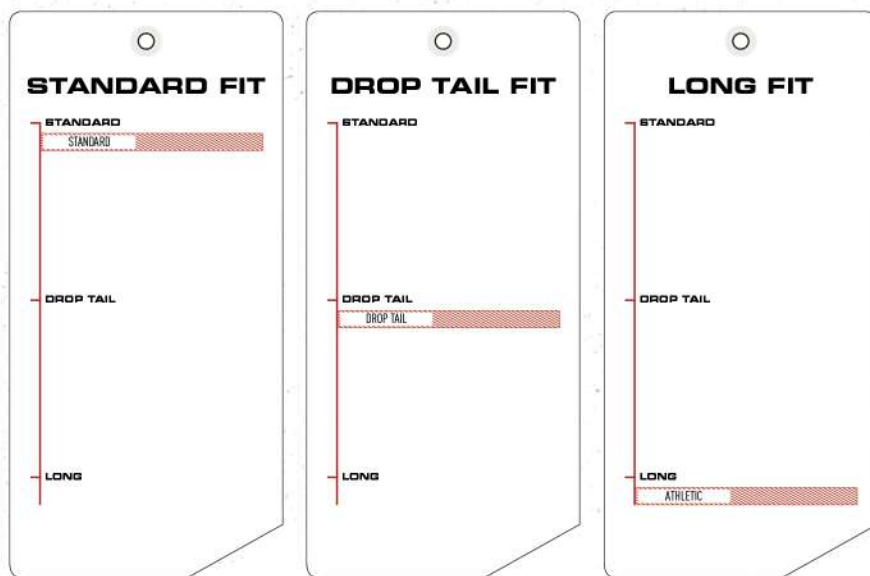 STANDARD FIT
STANDARD
STANDARD
DROP TAIL
LONG
DROP TAIL FIT
STANDARD
DROP TAIL
DROP TAIL
LONG
LONG FIT
STANDARD
DROP TAIL
LONG
ATHLETIC